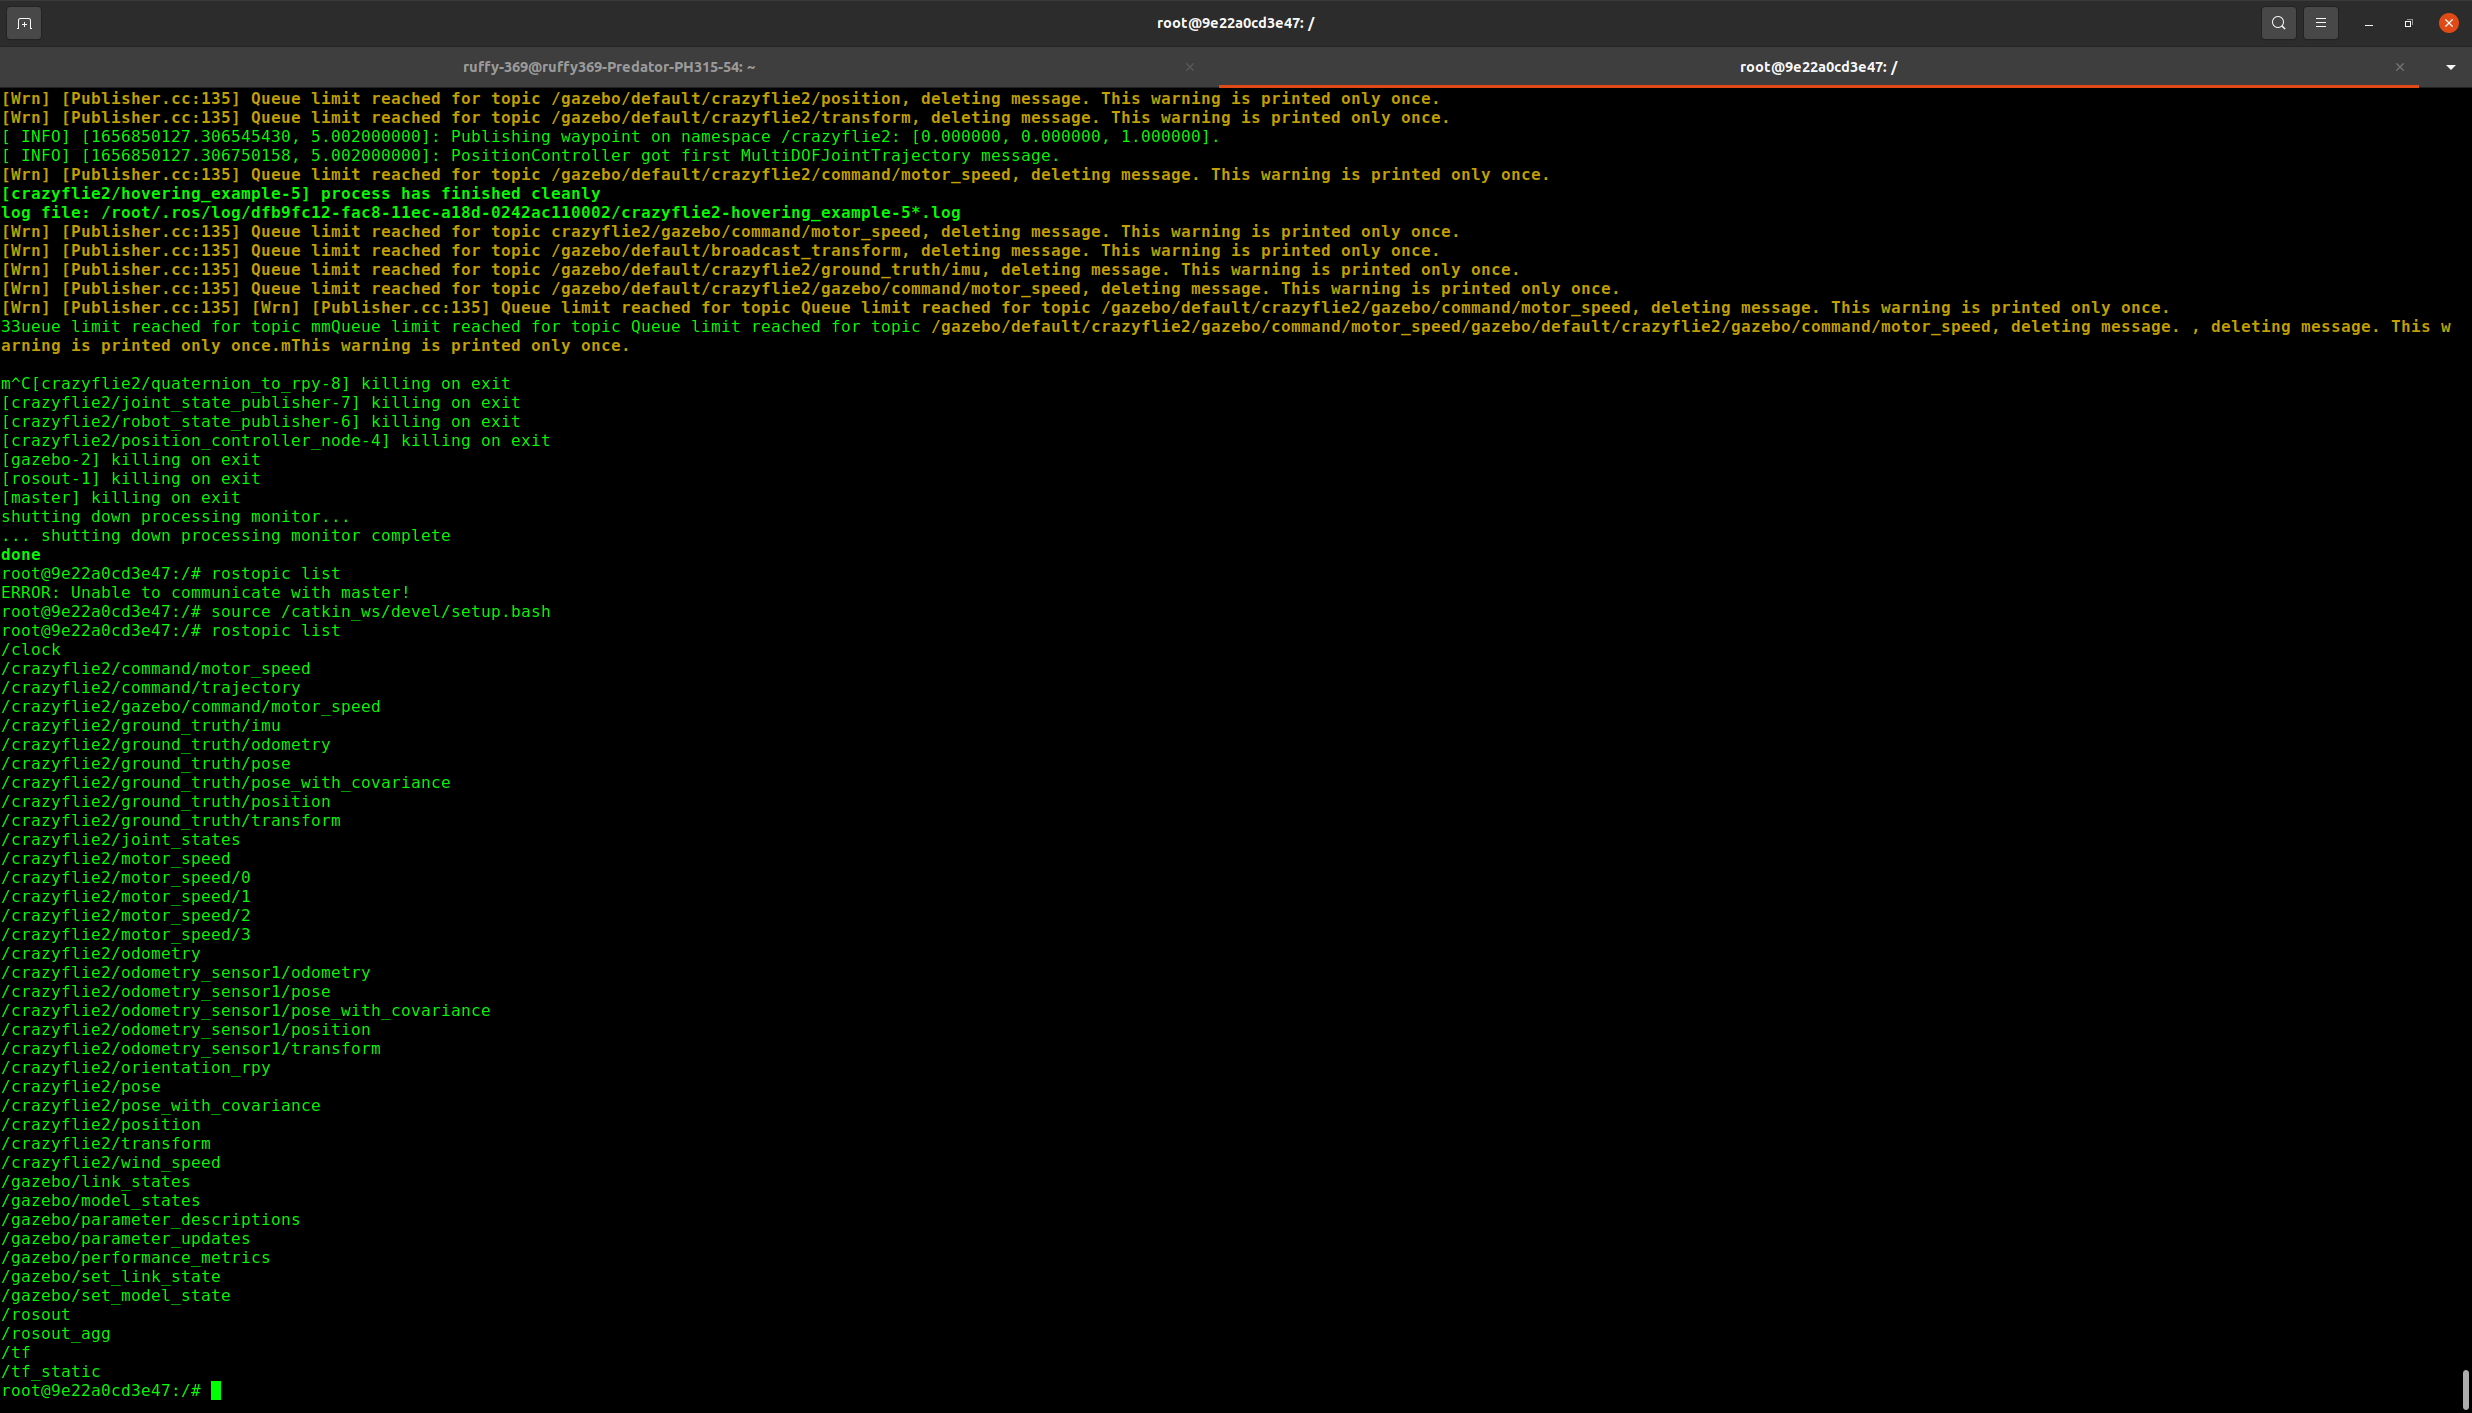 root@9e22a0cd3e47: /
ruffy-369@ruffy369-Predator-PH315-54: ~
root@9e22a0cd3e47: /
[Wrn] [Publisher.cc:135] Queue limit reached for topic /gazebo/default/crazyflie2/position, deleting message. This warning is printed only once.
[Wrn] [Publisher.cc:135] Queue limit reached for topic /gazebo/default/crazyflie2/transform, deleting message. This warning is printed only once.
[ INFO] [1656850127.306545430, 5.002000000]: Publishing waypoint on namespace /crazyflie2: [0.000000, 0.000000, 1.000000].
[ INFO] [1656850127.306750158, 5.002000000]: PositionController got first MultiDOFJointTrajectory message.
[Wrn] [Publisher.cc:135] Queue limit reached for topic /gazebo/default/crazyflie2/command/motor_speed, deleting message. This warning is printed only once.
[crazyflie2/hovering_example-5] process has finished cleanly
log file: /root/.ros/log/dfb9fc12-fac8-11ec-a18d-0242ac110002/crazyflie2-hovering_example-5*.log
[Wrn] [Publisher.cc:135] Queue limit reached for topic crazyflie2/gazebo/command/motor_speed, deleting message. This warning is printed only once.
[Wrn] [Publisher.cc:135] Queue limit reached for topic /gazebo/default/broadcast_transform, deleting message. This warning is printed only once.
[Wrn] [Publisher.cc:135] Queue limit reached for topic /gazebo/default/crazyflie2/ground_truth/imu, deleting message. This warning is printed only once.
[Wrn] [Publisher.cc:135] Queue limit reached for topic /gazebo/default/crazyflie2/gazebo/command/motor_speed, deleting message. This warning is printed only once.
[Wrn] [Publisher.cc:135] [Wrn] [Publisher.cc:135] Queue limit reached for topic Queue limit reached for topic /gazebo/default/crazyflie2/gazebo/command/motor_speed, deleting message. This warning is printed only once.
33ueue limit reached for topic mmQueue limit reached for topic Queue limit reached for topic /gazebo/default/crazyflie2/gazebo/command/motor_speed/gazebo/default/crazyflie2/gazebo/command/motor_speed, deleting message. , deleting message. This w
arning is printed only once.mThis warning is printed only once.
m^C[crazyflie2/quaternion_to_rpy-8] killing on exit
[crazyflie2/joint_state_publisher-7] killing on exit
[crazyflie2/robot_state_publisher-6] killing on exit
[crazyflie2/position_controller_node-4] killing on exit
[gazebo-2] killing on exit
[rosout-1] killing on exit
[master] killing on exit
shutting down processing monitor...
... shutting down processing monitor complete
done
root@9e22a0cd3e47:/# rostopic list
ERROR: Unable to communicate with master!
root@9e22a0cd3e47:/# source /catkin_ws/devel/setup.bash
root@9e22a0cd3e47:/# rostopic list
/clock
/crazyflie2/command/motor_speed
/crazyflie2/command/trajectory
/crazyflie2/gazebo/command/motor_speed
/crazyflie2/ground_truth/imu
/crazyflie2/ground_truth/odometry
/crazyflie2/ground_truth/pose
/crazyflie2/ground_truth/pose_with_covariance
/crazyflie2/ground_truth/position
/crazyflie2/ground_truth/transform
/crazyflie2/joint_states
/crazyflie2/motor_speed
/crazyflie2/motor_speed/0
/crazyflie2/motor_speed/1
/crazyflie2/motor_speed/2
/crazyflie2/motor_speed/3
/crazyflie2/odometry
/crazyflie2/odometry_sensor1/odometry
/crazyflie2/odometry_sensor1/pose
/crazyflie2/odometry_sensor1/pose_with_covariance
/crazyflie2/odometry_sensor1/position
/crazyflie2/odometry_sensor1/transform
/crazyflie2/orientation_rpy
/crazyflie2/pose
/crazyflie2/pose_with_covariance
/crazyflie2/position
/crazyflie2/transform
/crazyflie2/wind_speed
/gazebo/link_states
/gazebo/model_states
/gazebo/parameter_descriptions
/gazebo/parameter_updates
/gazebo/performance_metrics
/gazebo/set_link_state
/gazebo/set_model_state
/rosout
/rosout_agg
/tf
/tf_static
root@9e22a0cd3e47:/#